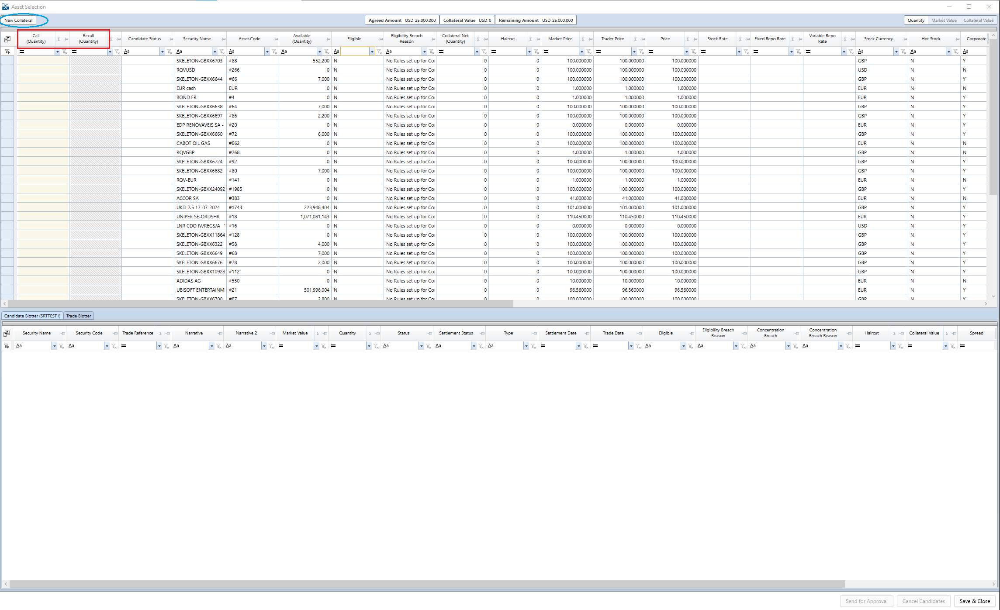 Asset Selection
New Collateral
Agreed Amount USD 25,000,000 Collateral Value USD 0 Remaining Amount USD 25,000,000
Quantity Market Value Collateral Value
Call (Quantity) Σ Recall (Quantity) Σ Candidate Status Security Name Asset Code Available (Quantity) Eligible Eligibility Breach Reason Collateral Net (Quantity) Σ Haircut Σ Market Price Σ Trader Price Σ Price Σ Stock Rate Σ Fixed Repo Rate Σ Variable Repo Rate Σ Stock Currency Hot Stock Corporate
= = Aa Aa Aa Aa Aa Aa = = = = = = = = Aa Aa Aa
SKELETON-GBXX6703 #88 552,200 N No Rules set up for Co 0 0 100.000000 100.000000 100.000000 GBP N Y
RQVUSD #266 0 N No Rules set up for Co 0 0 100.000000 100.000000 100.000000 USD N N
SKELETON-GBXX6644 #66 7,000 N No Rules set up for Co 0 0 100.000000 100.000000 100.000000 GBP N Y
EUR cash EUR 0 N No Rules set up for Co 0 0 1.000000 1.000000 1.000000 EUR N N
BOND FR #4 0 N No Rules set up for Co 0 0 1.000000 1.000000 1.000000 EUR N Y
SKELETON-GBXX6638 #64 7,000 N No Rules set up for Co 0 0 100.000000 100.000000 100.000000 GBP N Y
SKELETON-GBXX6697 #86 2,200 N No Rules set up for Co 0 0 100.000000 100.000000 100.000000 GBP N Y
EDP RENOVAVEIS SA - #20 0 N No Rules set up for Co 0 0 0.000000 0.000000 0.000000 EUR N Y
SKELETON-GBXX6660 #72 6,000 N No Rules set up for Co 0 0 100.000000 100.000000 100.000000 GBP N Y
CABOT OIL GAS #862 0 N No Rules set up for Co 0 0 100.000000 100.000000 100.000000 EUR N N
RQVGBP #268 0 N No Rules set up for Co 0 0 1.000000 1.000000 1.000000 GBP N N
SKELETON-GBXX6724 #92 0 N No Rules set up for Co 0 0 100.000000 100.000000 100.000000 GBP N Y
SKELETON-GBXX6682 #80 7,000 N No Rules set up for Co 0 0 100.000000 100.000000 100.000000 GBP N Y
RQV-EUR #141 0 N No Rules set up for Co 0 0 1.000000 1.000000 1.000000 EUR N N
SKELETON-GBXX24092 #1985 0 N No Rules set up for Co 0 0 100.000000 100.000000 100.000000 GBP N Y
ACCOR SA #383 0 N No Rules set up for Co 0 0 41.000000 41.000000 41.000000 EUR N N
UKTI 2.5 17-07-2024 #1743 223,948,404 N No Rules set up for Co 0 0 101.000000 101.000000 101.000000 GBP N Y
UNIPER SE-ORDSHR #18 1,071,081,143 N No Rules set up for Co 0 0 110.450000 110.450000 110.450000 EUR N Y
LNR CDO IV/REGS/A #16 0 N No Rules set up for Co 0 0 0.000000 0.000000 0.000000 USD N Y
SKELETON-GBXX11864 #128 0 N No Rules set up for Co 0 0 100.000000 100.000000 100.000000 GBP N Y
SKELETON-GBXX6322 #58 4,000 N No Rules set up for Co 0 0 100.000000 100.000000 100.000000 GBP N Y
SKELETON-GBXX6649 #68 7,000 N No Rules set up for Co 0 0 100.000000 100.000000 100.000000 GBP N Y
SKELETON-GBXX6676 #78 2,000 N No Rules set up for Co 0 0 100.000000 100.000000 100.000000 GBP N Y
SKELETON-GBXX10928 #112 0 N No Rules set up for Co 0 0 100.000000 100.000000 100.000000 GBP N Y
ADIDAS AG #550 0 N No Rules set up for Co 0 0 10.000000 10.000000 10.000000 EUR N N
UBISOFT ENTERTAINM #21 501,996,004 N No Rules set up for Co 0 0 96.560000 96.560000 96.560000 EUR N Y
SKELETON-GBXX6700 #87 2,800 N No Rules set up for Co 0 0 100.000000 100.000000 100.000000 GBP N Y
Candidate Blotter (SRTTEST1) Trade Blotter
Security Name Security Code Trade Reference Σ Narrative Narrative 2 Market Value Σ Quantity Σ Status Settlement Status Type Settlement Date Trade Date Eligible Eligibility Breach Reason Concentration Breach Concentration Breach Reason Haircut Σ Collateral Value Σ Spread
Aa Aa = Aa Aa = = Aa Aa Aa = = Aa Aa Aa Aa = = =
Send for Approval Cancel Candidates Save & Close